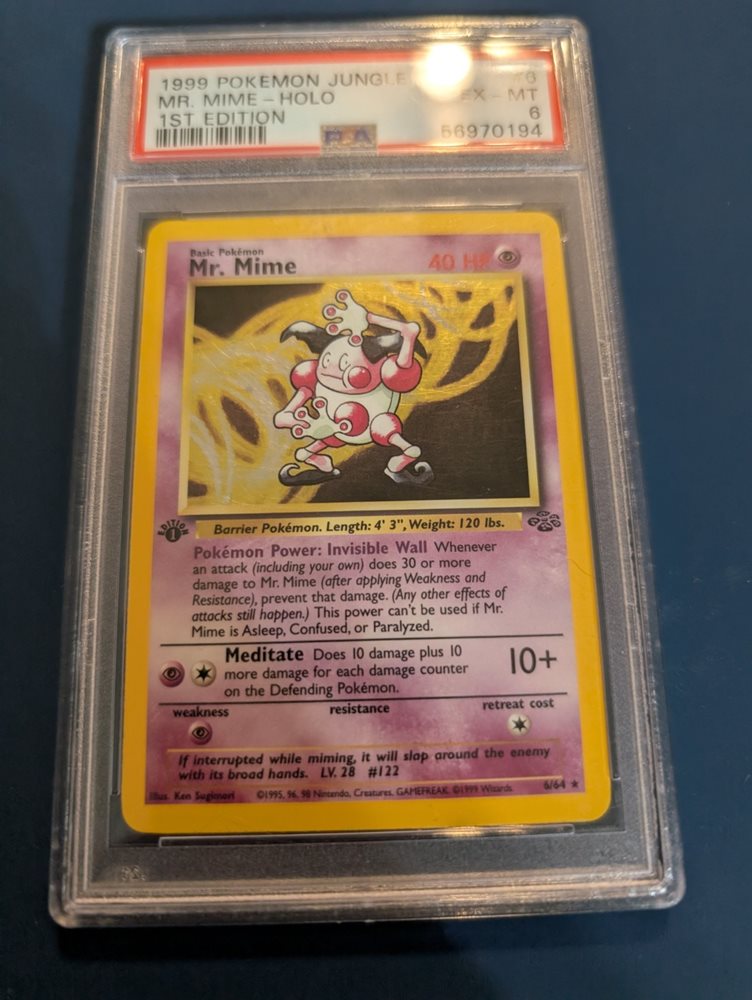 1999 POKEMON JUNGLE #6
MR. MIME - HOLO EX - MT
1ST EDITION 6
PSA 56970194
Basic Pokémon
Mr. Mime 40 HP
EDITION 1
Barrier Pokémon. Length: 4' 3", Weight: 120 lbs.
Pokémon Power: Invisible Wall Whenever
an attack (including your own) does 30 or more
damage to Mr. Mime (after applying Weakness and
Resistance), prevent that damage. (Any other effects of
attacks still happen.) This power can't be used if Mr.
Mime is Asleep, Confused, or Paralyzed.
Meditate Does 10 damage plus 10
more damage for each damage counter
on the Defending Pokémon.
10+
weakness resistance retreat cost
If interrupted while miming, it will slap around the enemy
with its broad hands. LV. 28 #122
Illus. Ken Sugimori ©1995, 96, 98 Nintendo, Creatures, GAMEFREAK. ©1999 Wizards. 6/64 ★